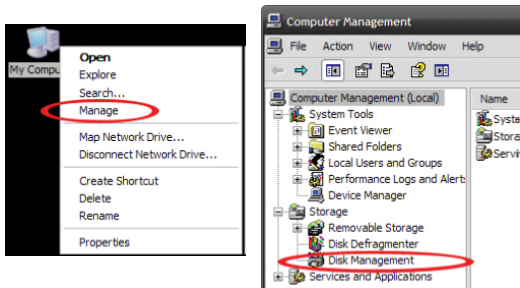 My Compu
Open
Explore
Search...
Manage
Map Network Drive...
Disconnect Network Drive...
Create Shortcut
Delete
Rename
Properties
Computer Management
File Action View Window Help
Computer Management (Local)
System Tools
Event Viewer
Shared Folders
Local Users and Groups
Performance Logs and Alert:
Device Manager
Storage
Removable Storage
Disk Defragmenter
Disk Management
Services and Applications
Name
Syste
Stora
Servi